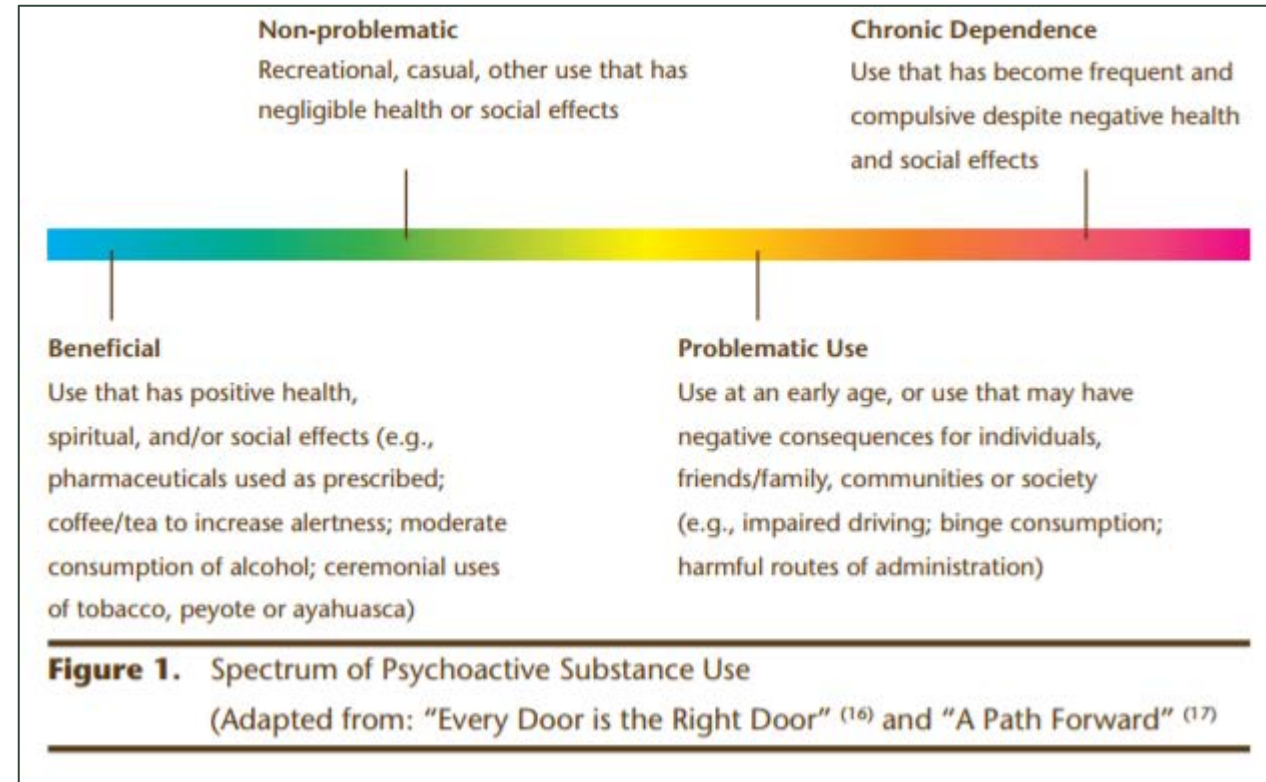 Non-problematic
Recreational, casual, other use that has
negligible health or social effects
Chronic Dependence
Use that has become frequent and
compulsive despite negative health
and social effects
Beneficial
Use that has positive health,
spiritual, and/or social effects (e.g.,
pharmaceuticals used as prescribed;
coffee/tea to increase alertness; moderate
consumption of alcohol; ceremonial uses
of tobacco, peyote or ayahuasca)
Problematic Use
Use at an early age, or use that may have
negative consequences for individuals,
friends/family, communities or society
(e.g., impaired driving; binge consumption;
harmful routes of administration)
Figure 1. Spectrum of Psychoactive Substance Use
(Adapted from: “Every Door is the Right Door” (16) and “A Path Forward” (17)